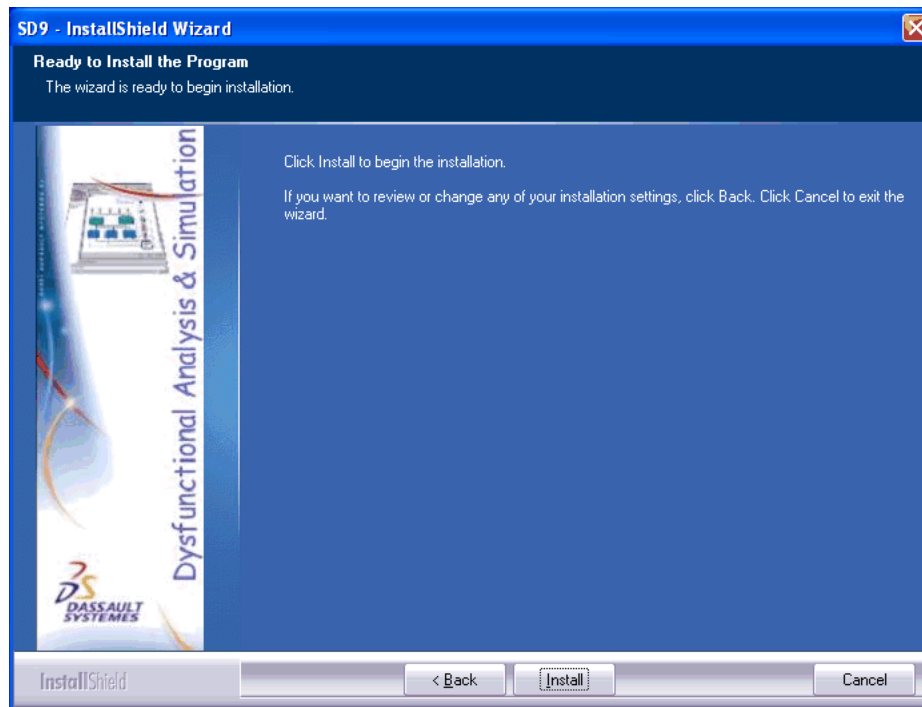 SD9 - InstallShield Wizard
Ready to Install the Program
The wizard is ready to begin installation.
Dysfunctional Analysis & Simulation
Click Install to begin the installation.
If you want to review or change any of your installation settings, click Back. Click Cancel to exit the
wizard.
DASSAULT
SYSTEMES
InstallShield
< Back
Install
Cancel